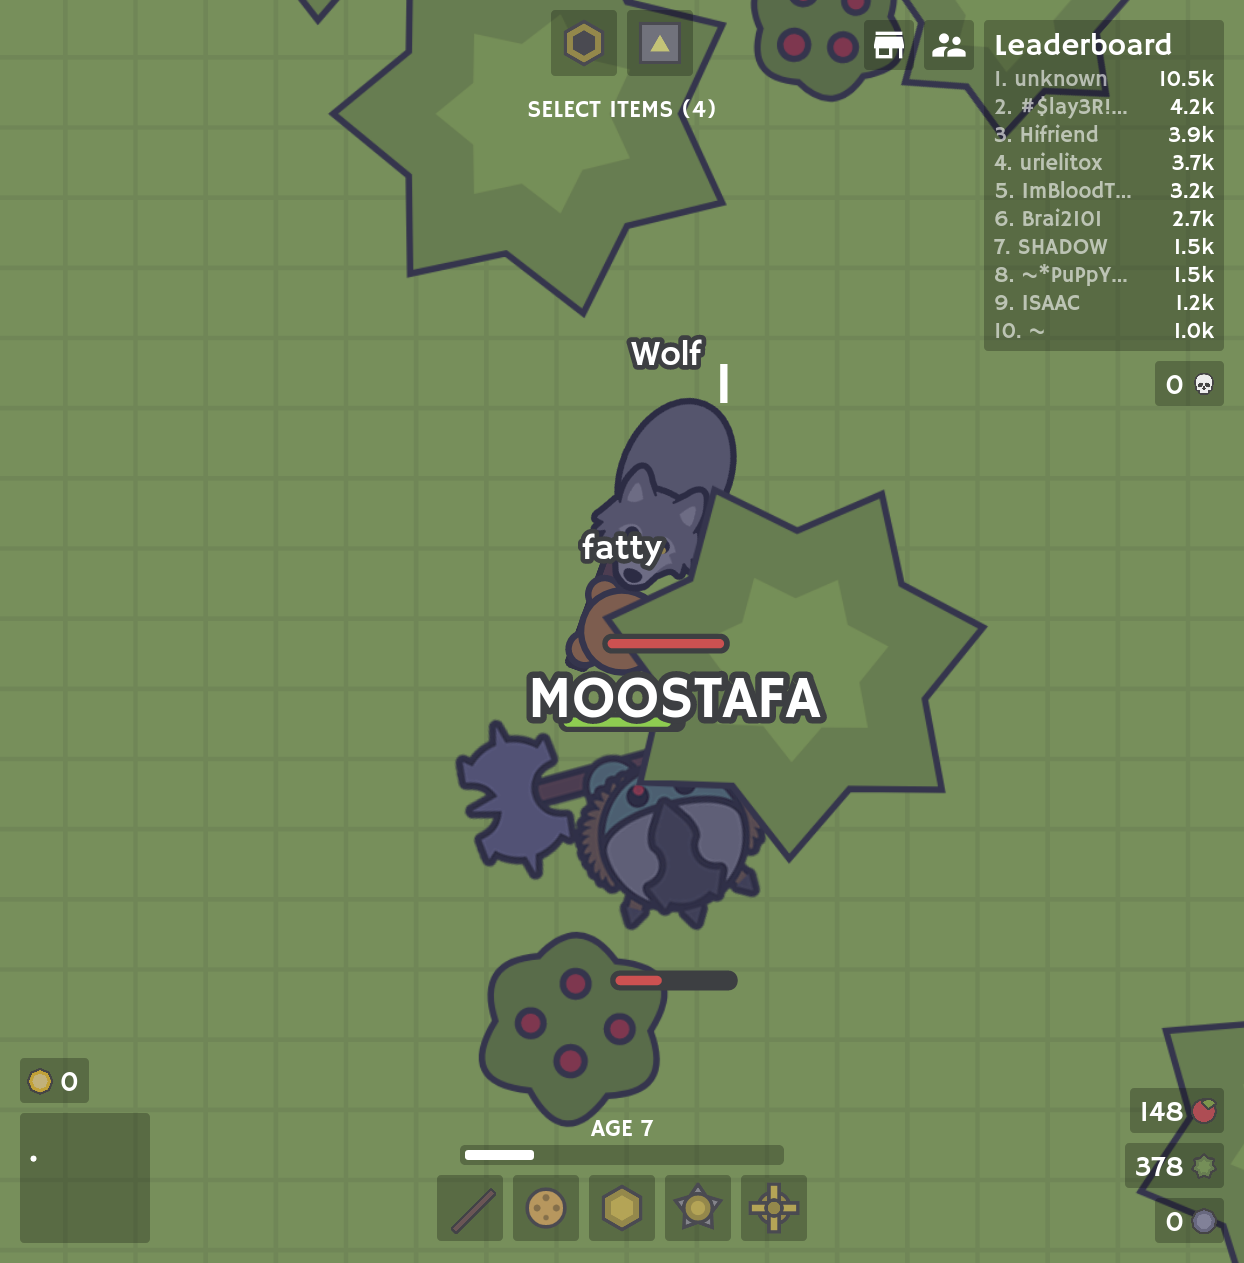 SELECT ITEMS (4)
Leaderboard
1. unknown 10.5k
2. #$lay3R!... 4.2k
3. Hifriend 3.9k
4. urielitox 3.7k
5. ImBloodT... 3.2k
6. Brai2101 2.7k
7. SHADOW 1.5k
8. ~*PuPpY... 1.5k
9. ISAAC 1.2k
10. ~ 1.0k
0
Wolf
fatty
MOOSTAFA
0
148
378
0
AGE 7